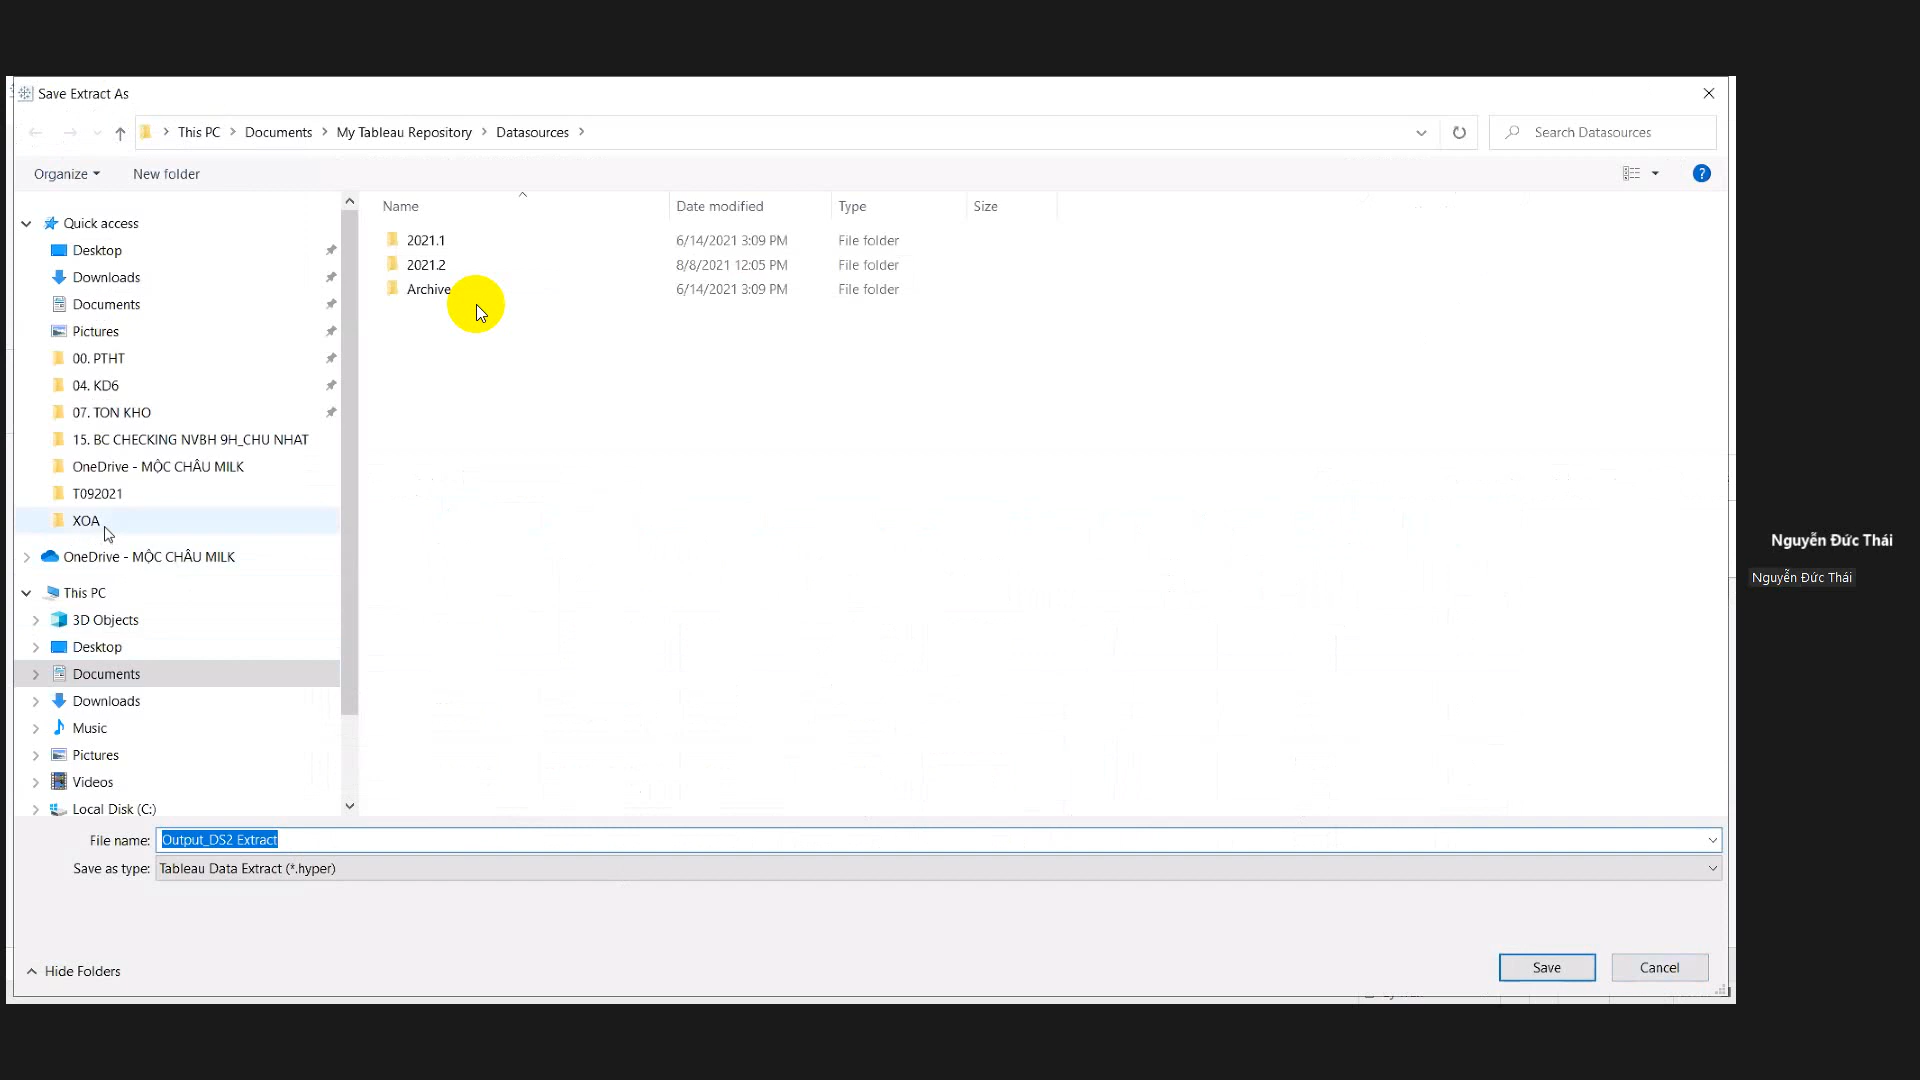 Save Extract As
This PC > Documents > My Tableau Repository > Datasources >
Search Datasources
Organize
New folder
Name
Date modified
Type
Size
2021.1
6/14/2021 3:09 PM
File folder
2021.2
8/8/2021 12:05 PM
File folder
Archive
6/14/2021 3:09 PM
File folder
Quick access
Desktop
Downloads
Documents
Pictures
00. PTHT
04. KD6
07. TON KHO
15. BC CHECKING NVBH 9H_CHU NHAT
OneDrive - MỘC CHÂU MILK
T092021
XOA
OneDrive - MỘC CHÂU MILK
This PC
3D Objects
Desktop
Documents
Downloads
Music
Pictures
Videos
Local Disk (C:)
File name: Output_DS2 Extract
Save as type: Tableau Data Extract (*.hyper)
Hide Folders
Save
Cancel
Nguyễn Đức Thái
Nguyễn Đức Thái